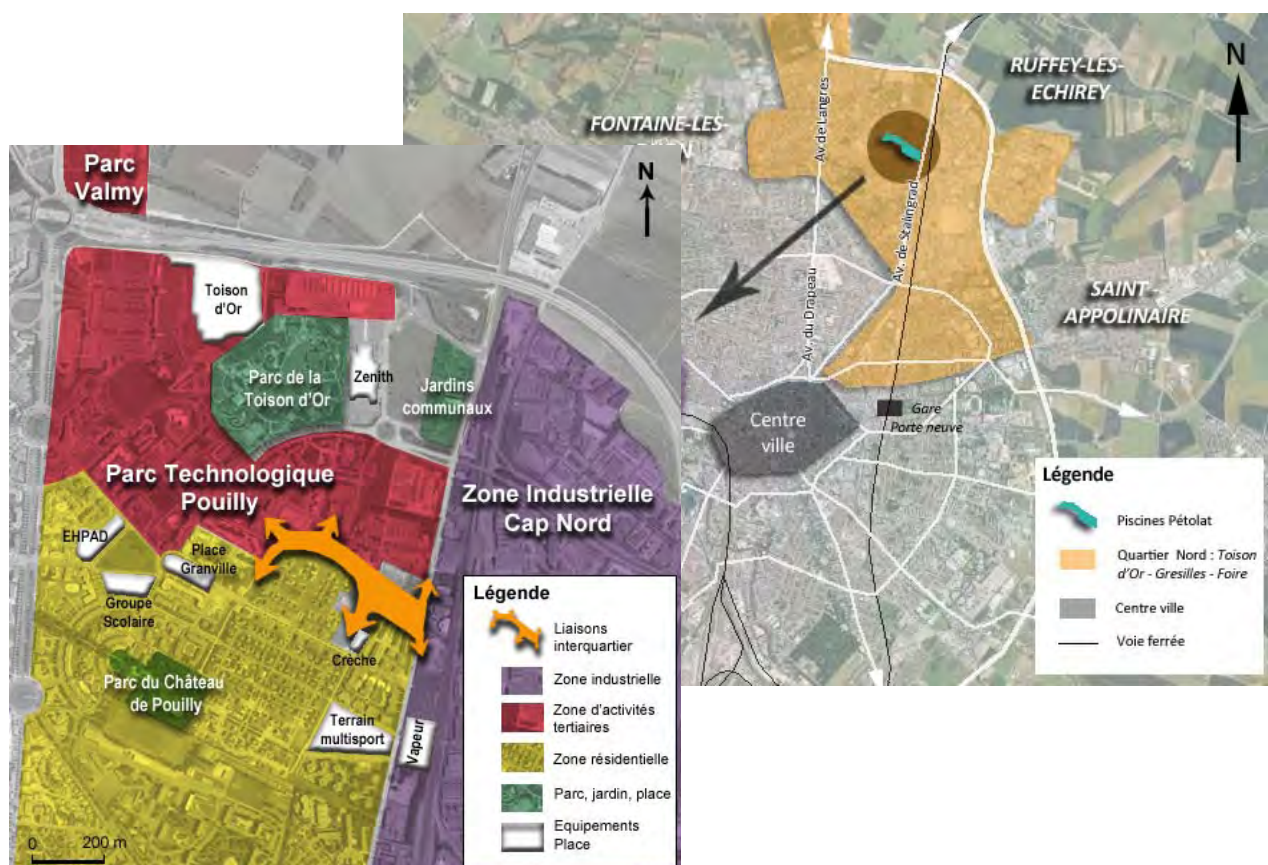 RUFFEY-LES-
ECHIREY
N
FONTAINE-LES-
Av. de Langres
Av. de Stalingrad
Av. du Drapeau
SAINT -
APPOLINAIRE
Centre
ville
Gare
Porte neuve
Légende
Piscines Pétolat
Quartier Nord : Toison
d'Or - Gresilles - Foire
Centre ville
Voie ferrée
Parc
Valmy
N
Toison
d'Or
Parc de la
Toison d'Or
Zenith
Jardins
communaux
Parc Technologique
Pouilly
Zone Industrielle
Cap Nord
EHPAD
Place
Granville
Groupe
Scolaire
Crèche
Parc du Château
de Pouilly
Terrain
multisport
Vapeur
0 200 m
Légende
Liaisons
interquartier
Zone industrielle
Zone d'activités
tertiaires
Zone résidentielle
Parc, jardin, place
Equipements
Place